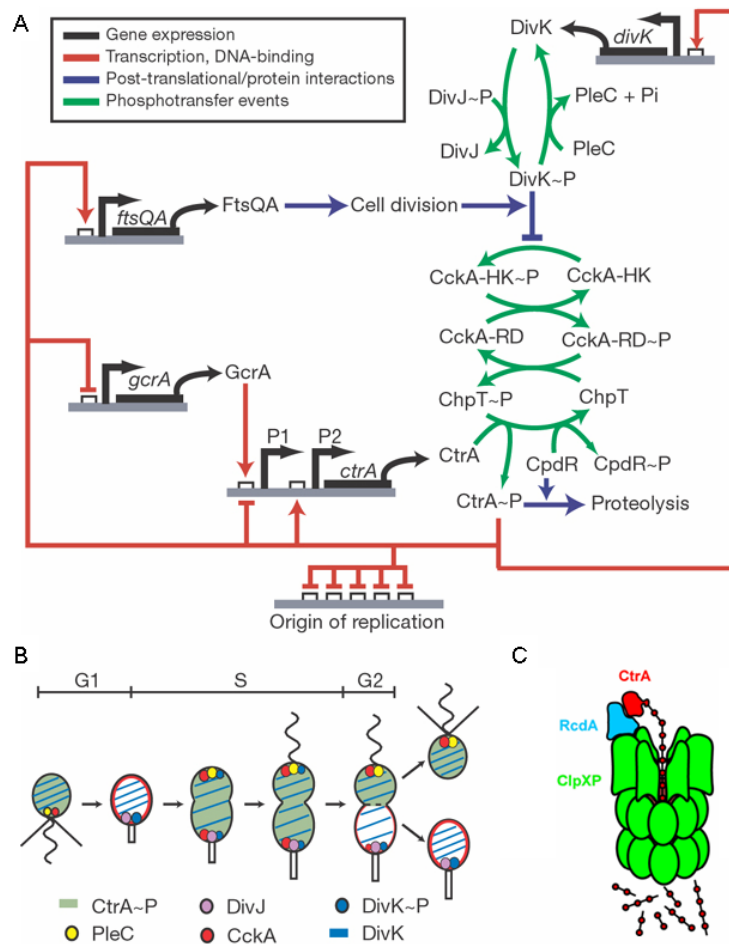 A
Gene expression
Transcription, DNA-binding
Post-translational/protein interactions
Phosphotransfer events
DivK
divK
DivJ~P
PleC + Pi
DivJ
PleC
DivK~P
ftsQA
FtsQA
Cell division
CckA-HK~P
CckA-HK
CckA-RD
CckA-RD~P
gcrA
GcrA
ChpT~P
ChpT
P1
P2
ctrA
CtrA
CpdR
CpdR~P
CtrA~P
Proteolysis
Origin of replication
B
G1
S
G2
CtrA~P
DivJ
DivK~P
PleC
CckA
DivK
C
CtrA
RcdA
ClpXP